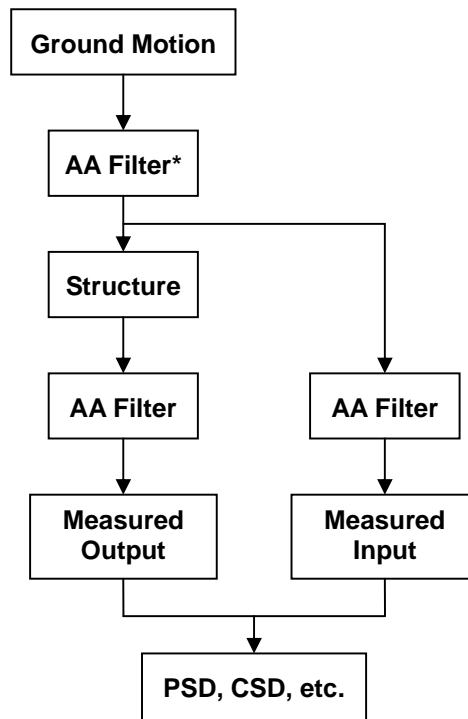 Ground Motion
AA Filter*
Structure
AA Filter
AA Filter
Measured
Output
Measured
Input
PSD, CSD, etc.